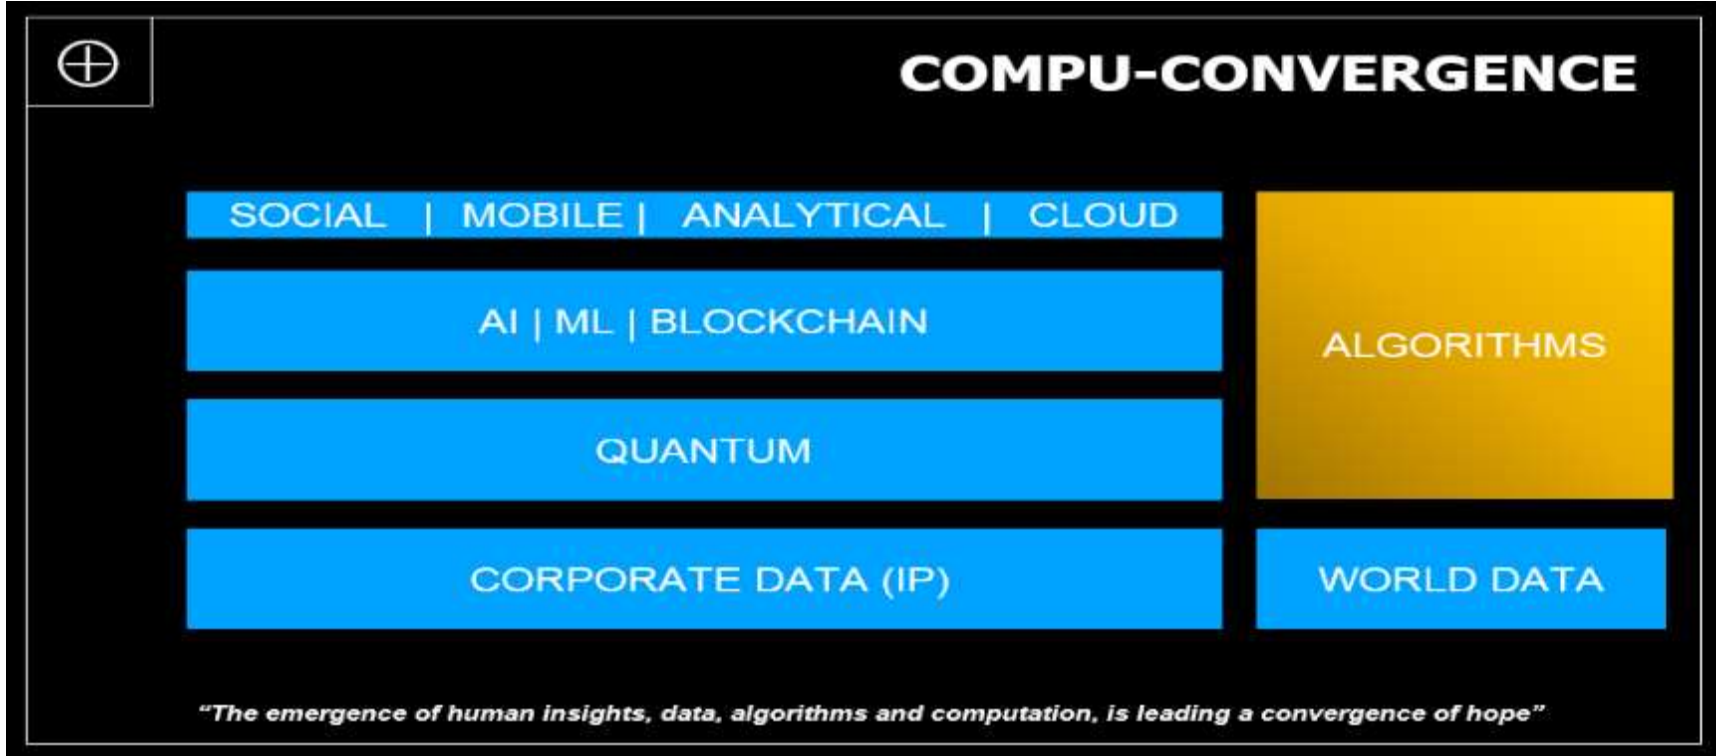 COMPU-CONVERGENCE
SOCIAL | MOBILE | ANALYTICAL | CLOUD
AI | ML | BLOCKCHAIN
ALGORITHMS
QUANTUM
CORPORATE DATA (IP)
WORLD DATA
“The emergence of human insights, data, algorithms and computation, is leading a convergence of hope”